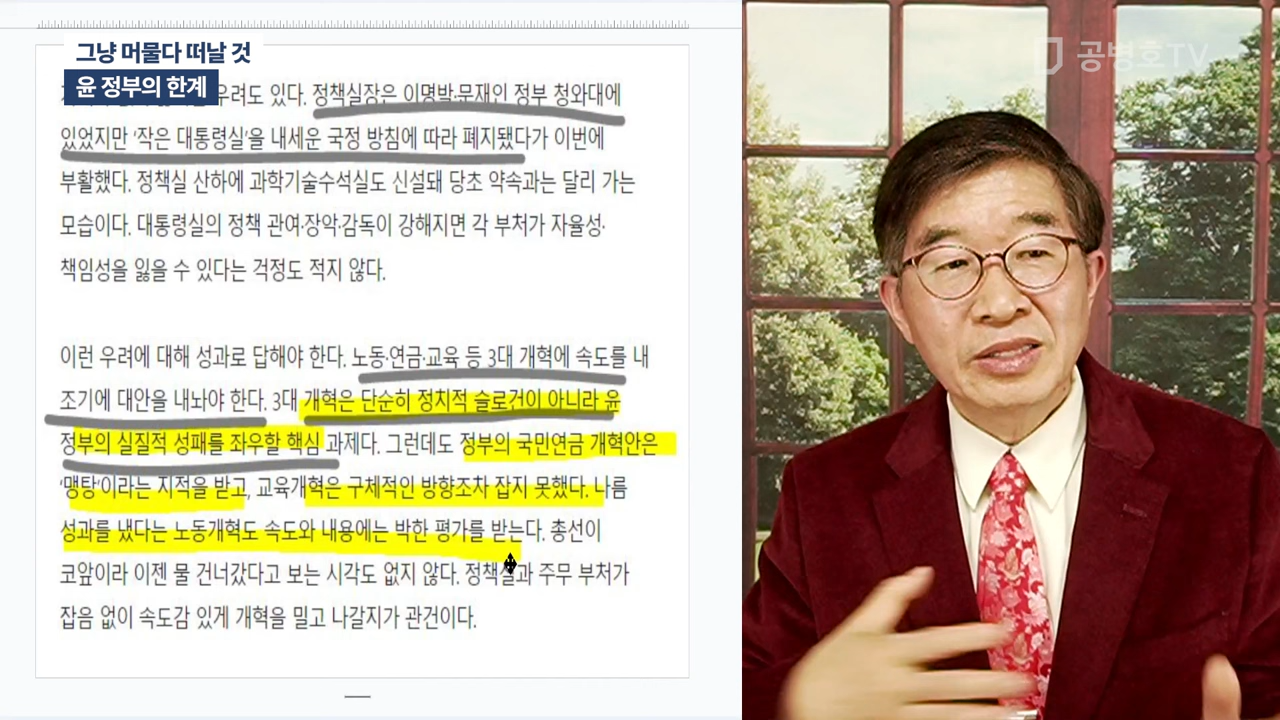 그냥 머물다 떠날 것
윤 정부의 한계
우려도 있다. 정책실장은 이명박·무재인 정부 청와대에
있었지만 '작은 대통령실'을 내세운 국정 방침에 따라 폐지됐다가 이번에
부활했다. 정책실 산하에 과학기술수석실도 신설돼 당초 약속과는 달리 가는
모습이다. 대통령실의 정책 관여·장악·감독이 강해지면 각 부처가 자율성·
책임성을 잃을 수 있다는 걱정도 적지 않다.
이런 우려에 대해 성과로 답해야 한다. 노동·연금·교육 등 3대 개혁에 속도를 내
조기에 대안을 내놔야 한다. 3대 개혁은 단순히 정치적 슬로건이 아니라 윤
정부의 실질적 성패를 좌우할 핵심 과제다. 그런데도 정부의 국민연금 개혁안은
'맹탕'이라는 지적을 받고, 교육개혁은 구체적인 방향조차 잡지 못했다. 나름
성과를 냈다는 노동개혁도 속도와 내용에는 박한 평가를 받는다. 총선이
코앞이라 이젠 물 건너갔다고 보는 시각도 없지 않다. 정책실과 주무 부처가
잡음 없이 속도감 있게 개혁을 밀고 나갈지가 관건이다.
공병호TV